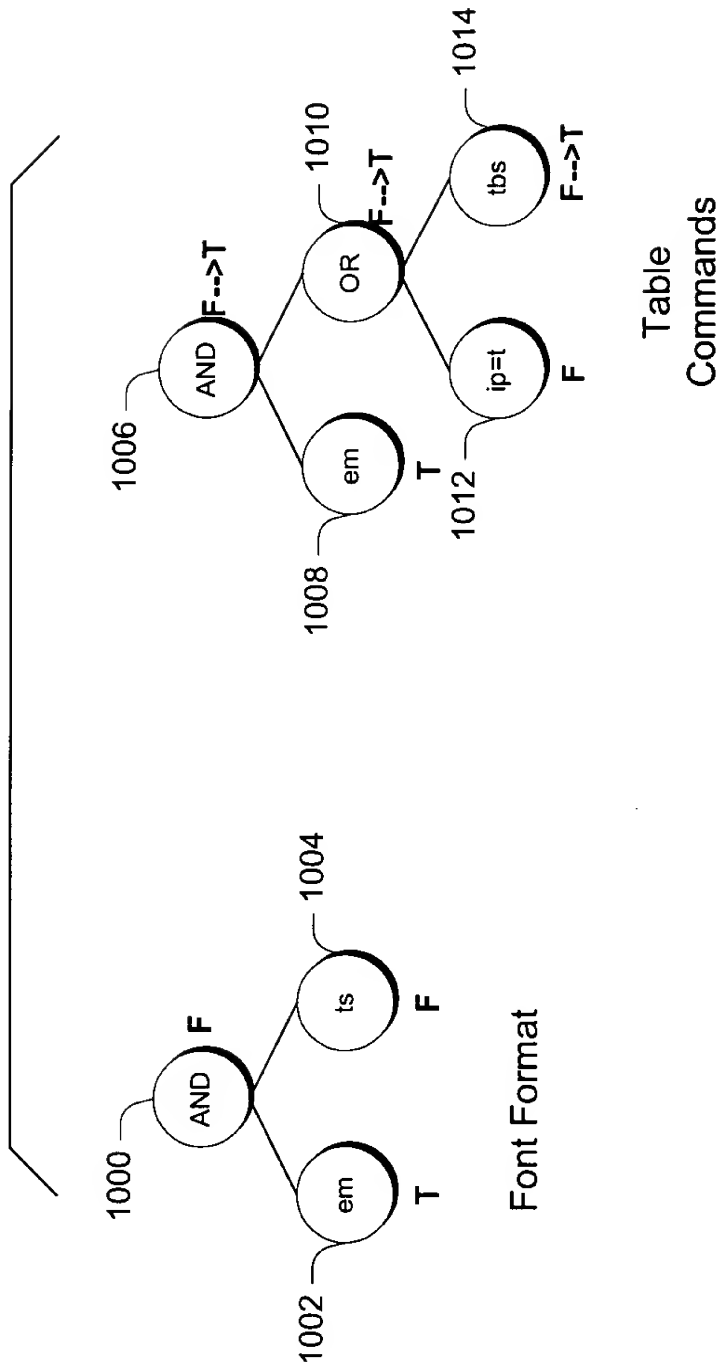 1000
AND
F
1002
em
T
1004
ts
F
Font Format
1006
AND
F-->T
1008
em
T
1010
OR
F-->T
1012
ip=t
F
1014
tbs
F-->T
Table
Commands